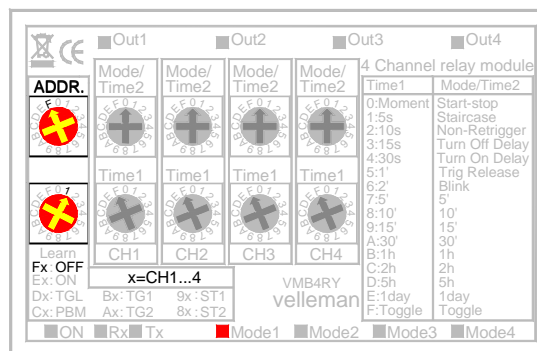 Out1 Out2 Out3 Out4
4 Channel relay module
ADDR.
Mode/ Mode/ Mode/ Mode/
Time2 Time2 Time2 Time2
Time1 Mode/Time2
0:Moment Start-stop
1:5s Staircase
2:10s Non-Retrigger
3:15s Turn Off Delay
4:30s Turn On Delay
5:1' Trig Release
6:2' Blink
7:5' 5'
8:10' 10'
9:15' 15'
A:30' 30'
B:1h 1h
C:2h 2h
D:5h 5h
E:1day 1day
F:Toggle Toggle
Time1 Time1 Time1 Time1
Learn CH1 CH2 CH3 CH4
Fx:OFF
Ex:ON x=CH1...4
Dx:TGL Bx:TG1 9x:ST1
Cx:PBM Ax:TG2 8x:ST2
VMB4RY
velleman
ON Rx Tx Mode1 Mode2 Mode3 Mode4